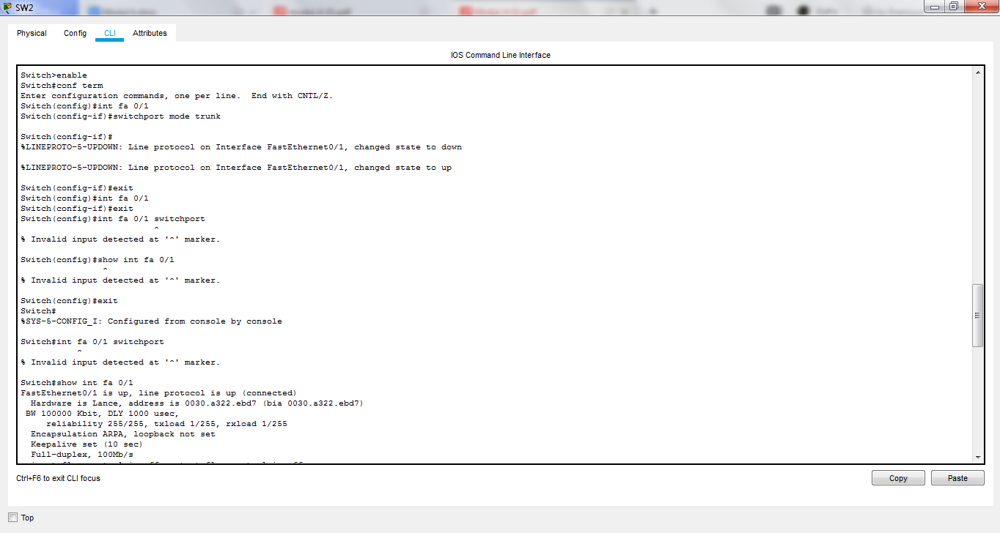 SW2
Physical Config CLI Attributes
IOS Command Line Interface
Switch>enable
Switch#conf term
Enter configuration commands, one per line.  End with CNTL/Z.
Switch(config)#int fa 0/1
Switch(config-if)#switchport mode trunk
Switch(config-if)#
%LINEPROTO-5-UPDOWN: Line protocol on Interface FastEthernet0/1, changed state to down
%LINEPROTO-5-UPDOWN: Line protocol on Interface FastEthernet0/1, changed state to up
Switch(config-if)#exit
Switch(config)#int fa 0/1
Switch(config-if)#exit
Switch(config)#int fa 0/1 switchport
^
% Invalid input detected at '^' marker.
Switch(config)#show int fa 0/1
^
% Invalid input detected at '^' marker.
Switch(config)#exit
Switch#
%SYS-5-CONFIG_I: Configured from console by console
Switch#int fa 0/1 switchport
^
% Invalid input detected at '^' marker.
Switch#show int fa 0/1
FastEthernet0/1 is up, line protocol is up (connected)
Hardware is Lance, address is 0030.a322.ebd7 (bia 0030.a322.ebd7)
BW 100000 Kbit, DLY 1000 usec,
reliability 255/255, txload 1/255, rxload 1/255
Encapsulation ARPA, loopback not set
Keepalive set (10 sec)
Full-duplex, 100Mb/s
Ctrl+F6 to exit CLI focus
Copy Paste
Top